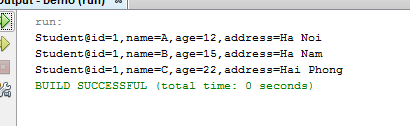 Output - Demo (run)
run:
Student@id=1,name=A,age=12,address=Ha Noi
Student@id=1,name=B,age=15,address=Ha Nam
Student@id=1,name=C,age=22,address=Hai Phong
BUILD SUCCESSFUL (total time: 0 seconds)